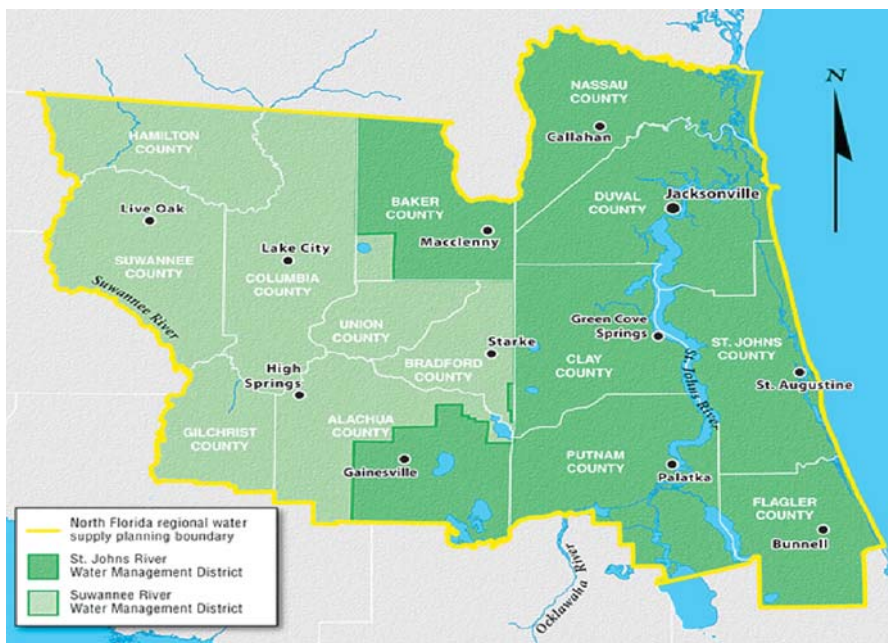 N
NASSAU
COUNTY
Callahan
HAMILTON
COUNTY
BAKER
COUNTY
DUVAL
COUNTY
Jacksonville
Live Oak
Macclenny
Lake City
SUWANNEE
COUNTY
COLUMBIA
COUNTY
Suwannee River
UNION
COUNTY
Green Cove
Springs
ST. JOHNS
COUNTY
Starke
BRADFORD
COUNTY
CLAY
COUNTY
St. Johns River
High
Springs
St. Augustine
GILCHRIST
COUNTY
ALACHUA
COUNTY
Gainesville
PUTNAM
COUNTY
Palatka
FLAGLER
COUNTY
Bunnell
Ocklawaha River
North Florida regional water
supply planning boundary
St. Johns River
Water Management District
Suwannee River
Water Management District